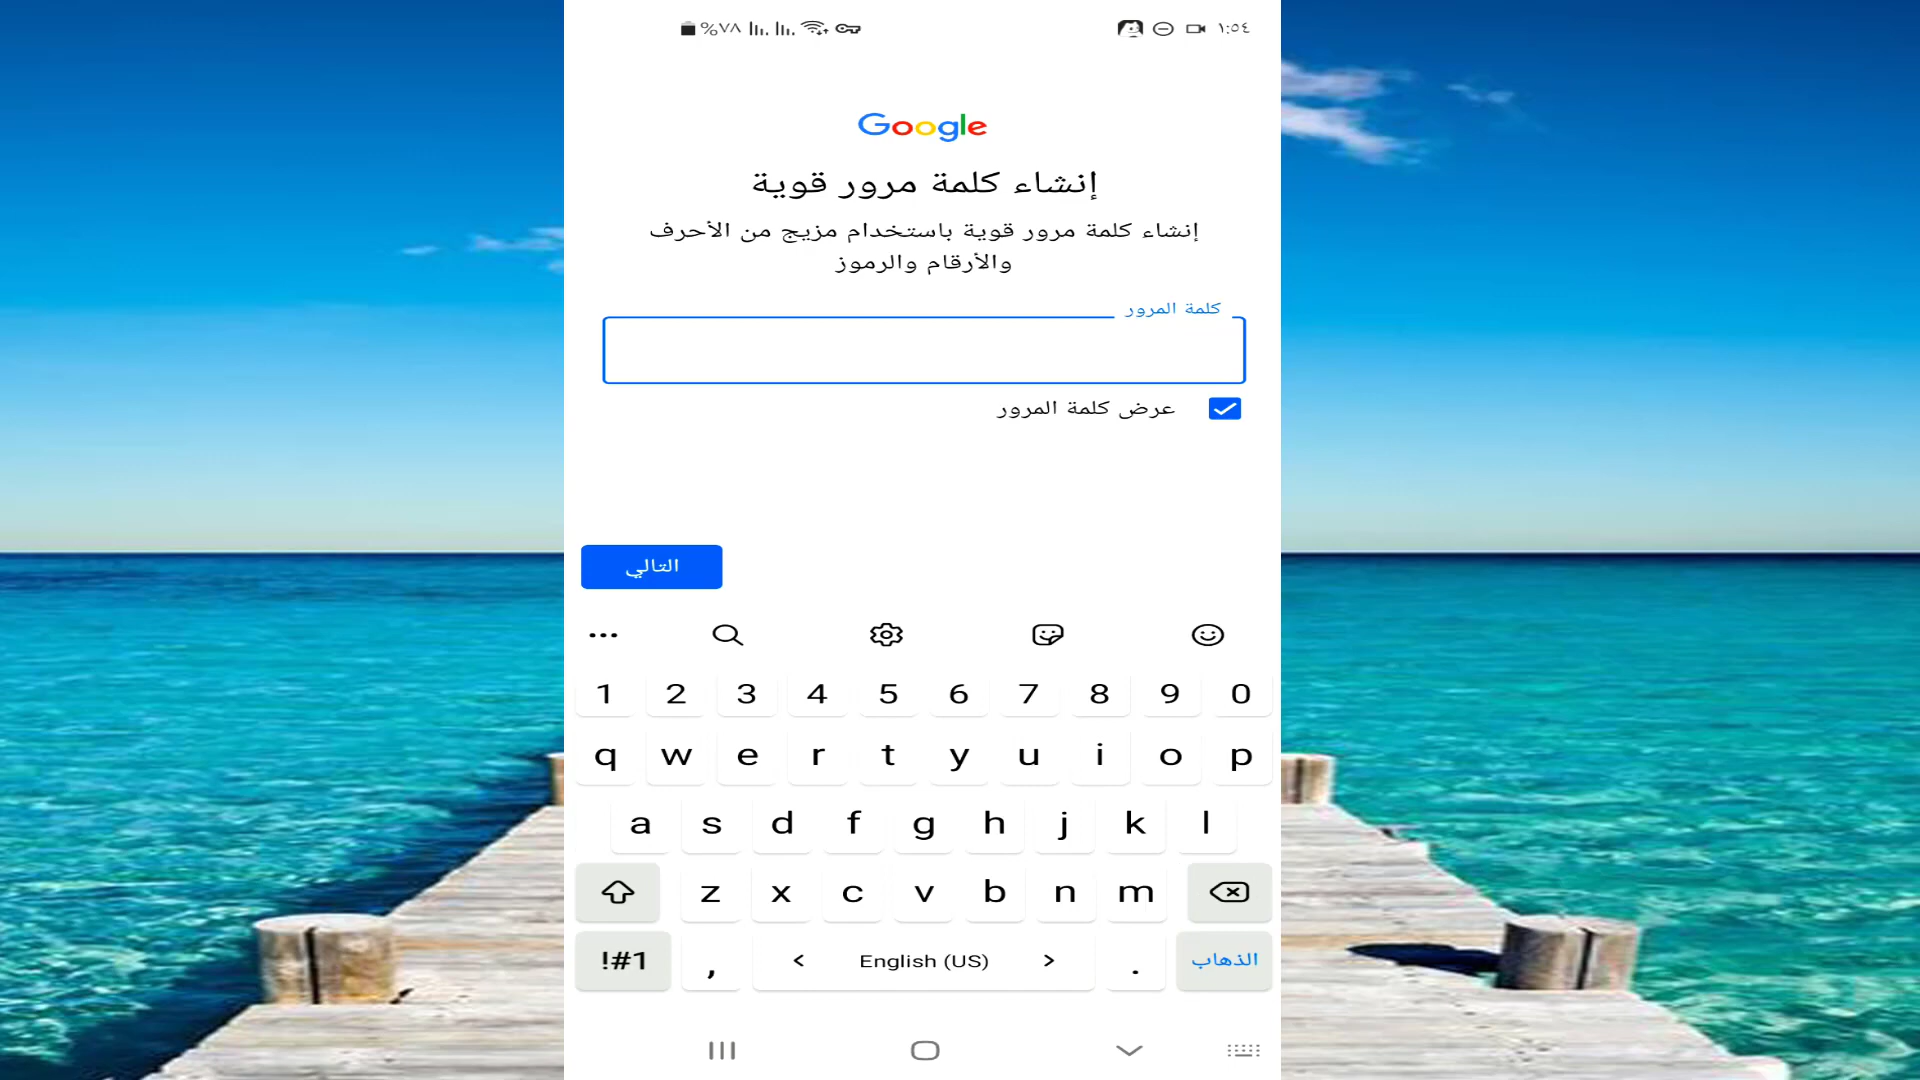 %٧٨ ١:٥٤
Google
إنشاء كلمة مرور قوية
إنشاء كلمة مرور قوية باستخدام مزيج من الأحرف
والأرقام والرموز
كلمة المرور
عرض كلمة المرور
التالي
1 2 3 4 5 6 7 8 9 0
q w e r t y u i o p
a s d f g h j k l
z x c v b n m
!#1 , < English (US) > . الذهاب